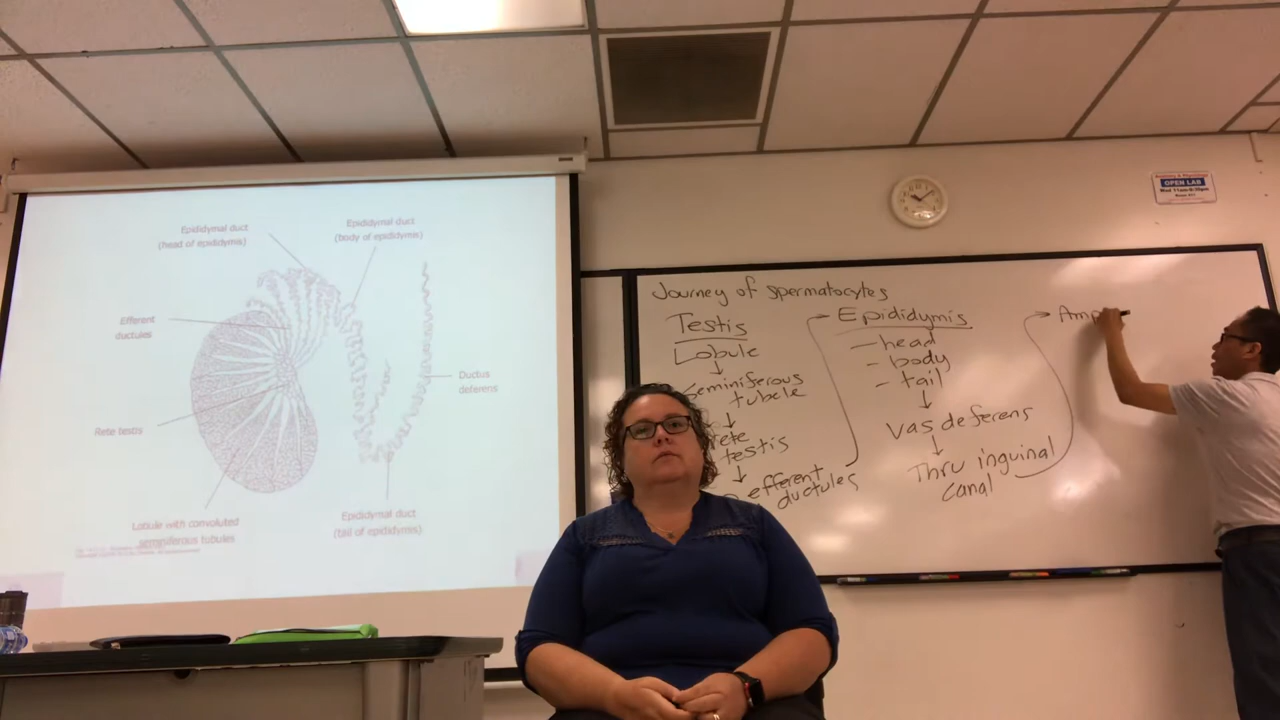 Epididymal duct
(head of epididymis)
Epididymal duct
(body of epididymis)
Efferent
ductules
Ductus
deferens
Rete testis
Lobule with convoluted
seminiferous tubules
Epididymal duct
(tail of epididymis)
OPEN LAB
Journey of spermatocytes
Testis
Lobule
↓
Seminiferous
tubule
↓
rete
testis
↓
efferent
ductules
Epididymis
- head
- body
- tail
↓
vas deferens
↓
Thru inguinal
canal
Amp